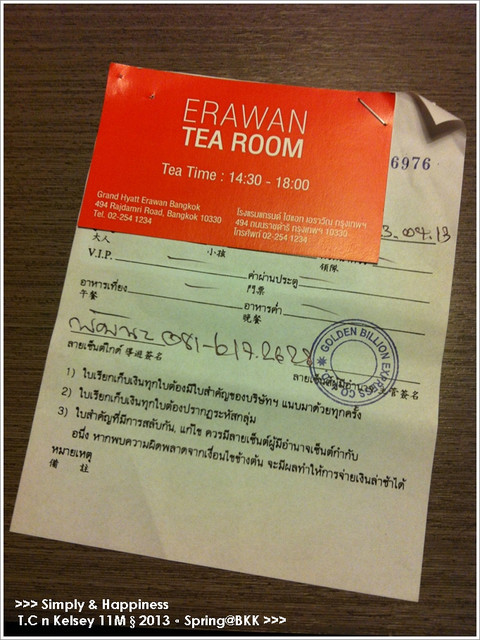 ERAWAN
TEA ROOM
Tea Time : 14:30 - 18:00
Grand Hyatt Erawan Bangkok
494 Rajdamri Road, Bangkok 10330
Tel. 02-254 1234
โรงแรมแกรนด์ ไฮแอท เอราวัณ กรุงเทพฯ
494 ถนนราชดำริ กรุงเทพฯ 10330
โทรศัพท์ 02-254 1234
6976
大人
小孩
領隊
V.I.P.
ค่าผ่านประตู
門票
อาหารเที่ยง
午餐
อาหารค่ำ
晚餐
081-617.2628
ลายเซ็นต์ไกด์ 導遊簽名
GOLDEN BILLION EXPRESS CO.
1) ใบเรียกเก็บเงินทุกใบต้องมีใบสำคัญของบริษัทฯ แนบมาด้วยทุกครั้ง
2) ใบเรียกเก็บเงินทุกใบต้องปรากฏรหัสกลุ่ม
3) ใบสำคัญที่มีการสลับกัน, แก้ไข ควรมีลายเซ็นต์ผู้มีอำนาจเซ็นต์กำกับ
อนึ่ง หากพบความผิดพลาดจากเงื่อนไขข้างต้น จะมีผลทำให้การจ่ายเงินล่าช้าได้
หมายเหตุ
備 註
>>> Simply & Happiness
T.C n Kelsey 11M § 2013 • Spring@BKK >>>